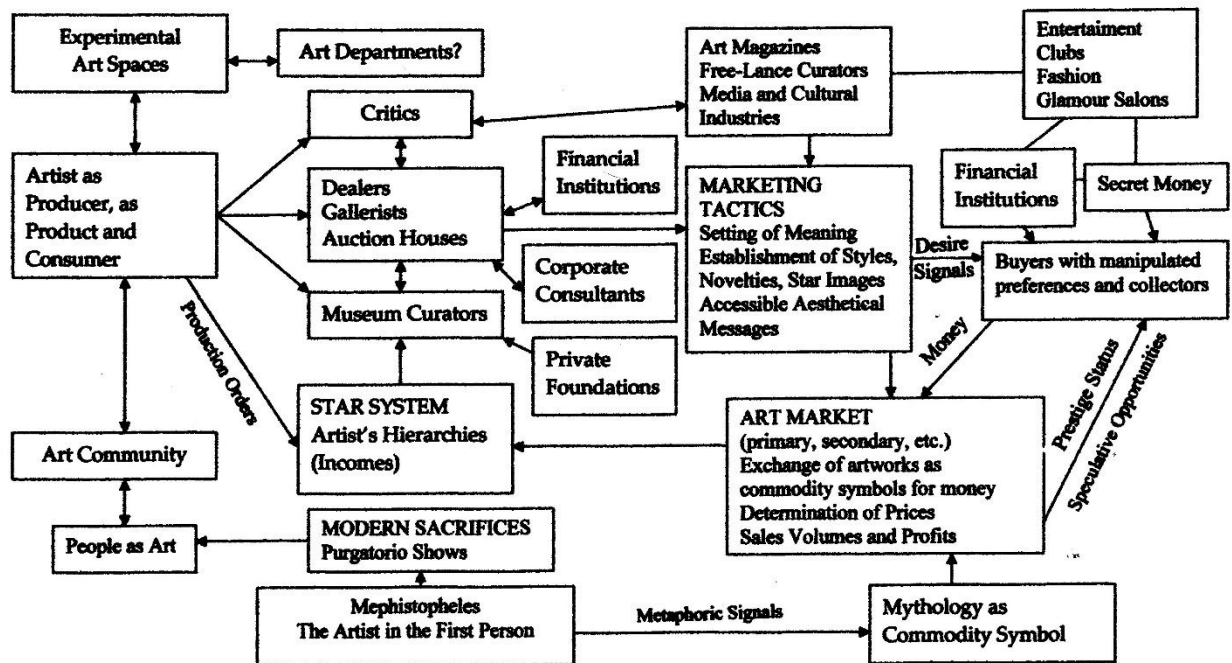 Experimental
Art Spaces
Art Departments?
Art Magazines
Free-Lance Curators
Media and Cultural
Industries
Entertaiment
Clubs
Fashion
Glamour Salons
Critics
Artist as
Producer, as
Product and
Consumer
Dealers
Gallerists
Auction Houses
Financial
Institutions
MARKETING
TACTICS
Setting of Meaning
Establishment of Styles,
Novelties, Star Images
Accessible Aesthetical
Messages
Financial
Institutions
Secret Money
Desire
Signals
Buyers with manipulated
preferences and collectors
Corporate
Consultants
Museum Curators
Private
Foundations
Production Orders
Money
Prestige Status
Speculative Opportunities
STAR SYSTEM
Artist's Hierarchies
(Incomes)
ART MARKET
(primary, secondary, etc.)
Exchange of artworks as
commodity symbols for money
Determination of Prices
Sales Volumes and Profits
Art Community
People as Art
MODERN SACRIFICES
Purgatorio Shows
Mephistopheles
The Artist in the First Person
Metaphoric Signals
Mythology as
Commodity Symbol